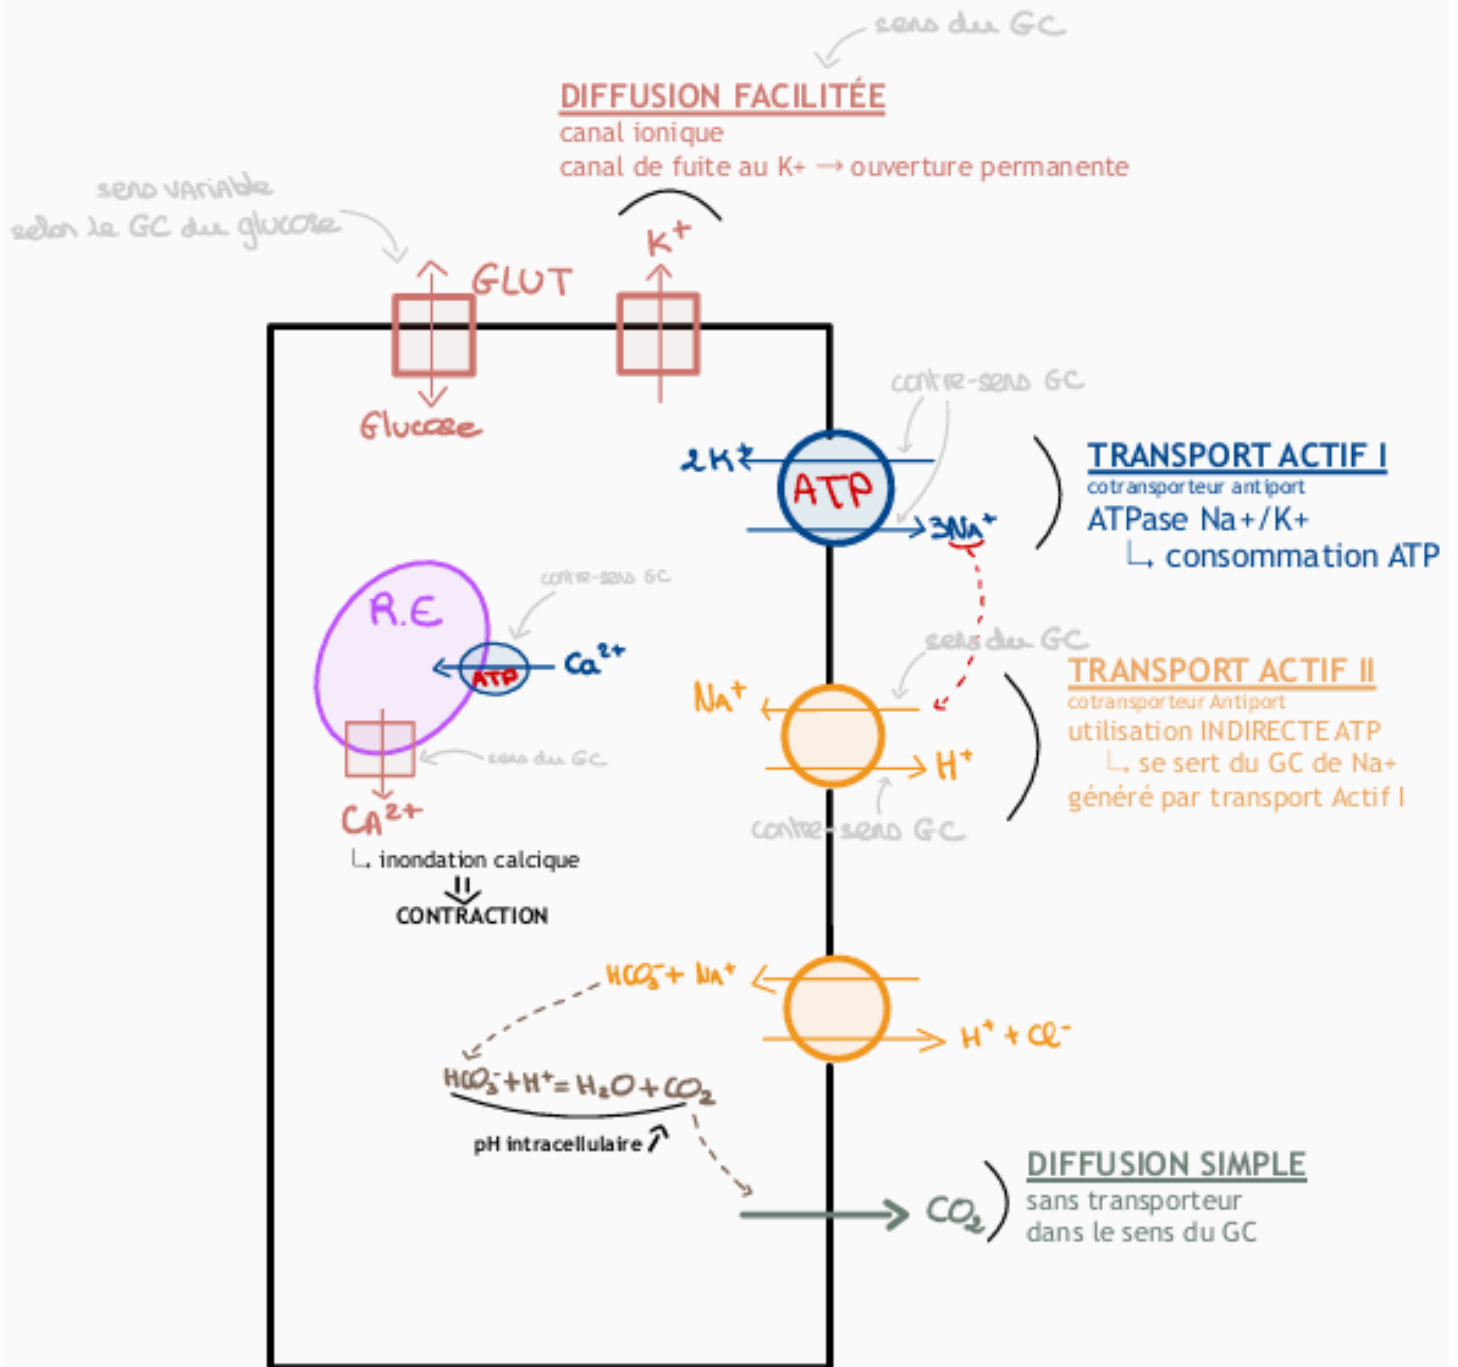 sens du GC
DIFFUSION FACILITÉE
canal ionique
canal de fuite au K+ → ouverture permanente
sens variable
selon le GC du glucose
K+
GLUT
Glucose
contre-sens GC
2K+
ATP
3Na+
TRANSPORT ACTIF I
cotransporteur antiport
ATPase Na+/K+
↳ consommation ATP
R.E
contre-sens GC
ATP
Ca²⁺
sens du GC
CA²⁺
↳ inondation calcique
CONTRACTION
sens du GC
Na+
H+
contre-sens GC
TRANSPORT ACTIF II
cotransporteur Antiport
utilisation INDIRECTE ATP
↳ se sert du GC de Na+
généré par transport Actif I
HCO₃⁻ + Na+
H+ + Cl⁻
HCO₃⁻ + H+ = H₂O + CO₂
pH intracellulaire ↗
CO₂
DIFFUSION SIMPLE
sans transporteur
dans le sens du GC